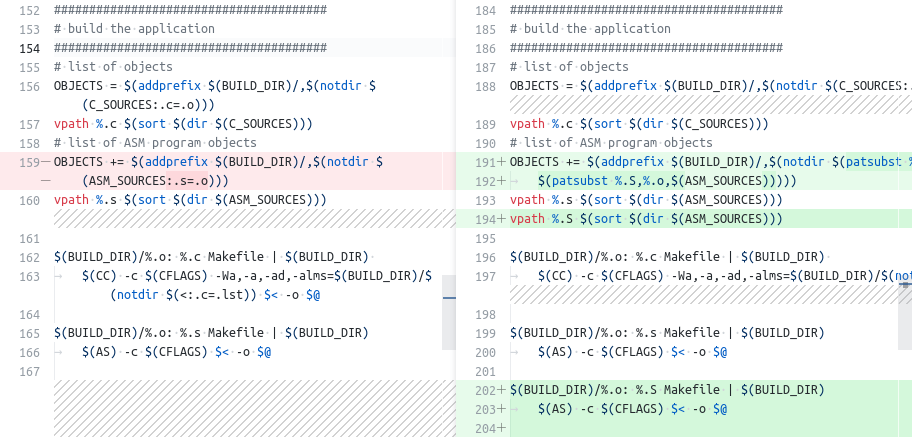 152 #######################################
153 # build the application
154 #######################################
155 # list of objects
156 OBJECTS = $(addprefix $(BUILD_DIR)/,$(notdir $
(C_SOURCES:.c=.o)))
157 vpath %.c $(sort $(dir $(C_SOURCES)))
158 # list of ASM program objects
159— OBJECTS += $(addprefix $(BUILD_DIR)/,$(notdir $
— (ASM_SOURCES:.s=.o)))
160 vpath %.s $(sort $(dir $(ASM_SOURCES)))
161
162 $(BUILD_DIR)/%.o: %.c Makefile | $(BUILD_DIR)
163 → $(CC) -c $(CFLAGS) -Wa,-a,-ad,-alms=$(BUILD_DIR)/$
(notdir $(<:.c=.lst)) $< -o $@
164
165 $(BUILD_DIR)/%.o: %.s Makefile | $(BUILD_DIR)
166 → $(AS) -c $(CFLAGS) $< -o $@
167
184 #######################################
185 # build the application
186 #######################################
187 # list of objects
188 OBJECTS = $(addprefix $(BUILD_DIR)/,$(notdir $(C_SOURCES:.
189 vpath %.c $(sort $(dir $(C_SOURCES)))
190 # list of ASM program objects
191+ OBJECTS += $(addprefix $(BUILD_DIR)/,$(notdir $(patsubst %
192+ → $(patsubst %.S,%.o,$(ASM_SOURCES)))))
193 vpath %.s $(sort $(dir $(ASM_SOURCES)))
194+ vpath %.S $(sort $(dir $(ASM_SOURCES)))
195
196 $(BUILD_DIR)/%.o: %.c Makefile | $(BUILD_DIR)
197 → $(CC) -c $(CFLAGS) -Wa,-a,-ad,-alms=$(BUILD_DIR)/$(not
198
199 $(BUILD_DIR)/%.o: %.s Makefile | $(BUILD_DIR)
200 → $(AS) -c $(CFLAGS) $< -o $@
201
202+ $(BUILD_DIR)/%.o: %.S Makefile | $(BUILD_DIR)
203+ → $(AS) -c $(CFLAGS) $< -o $@
204+